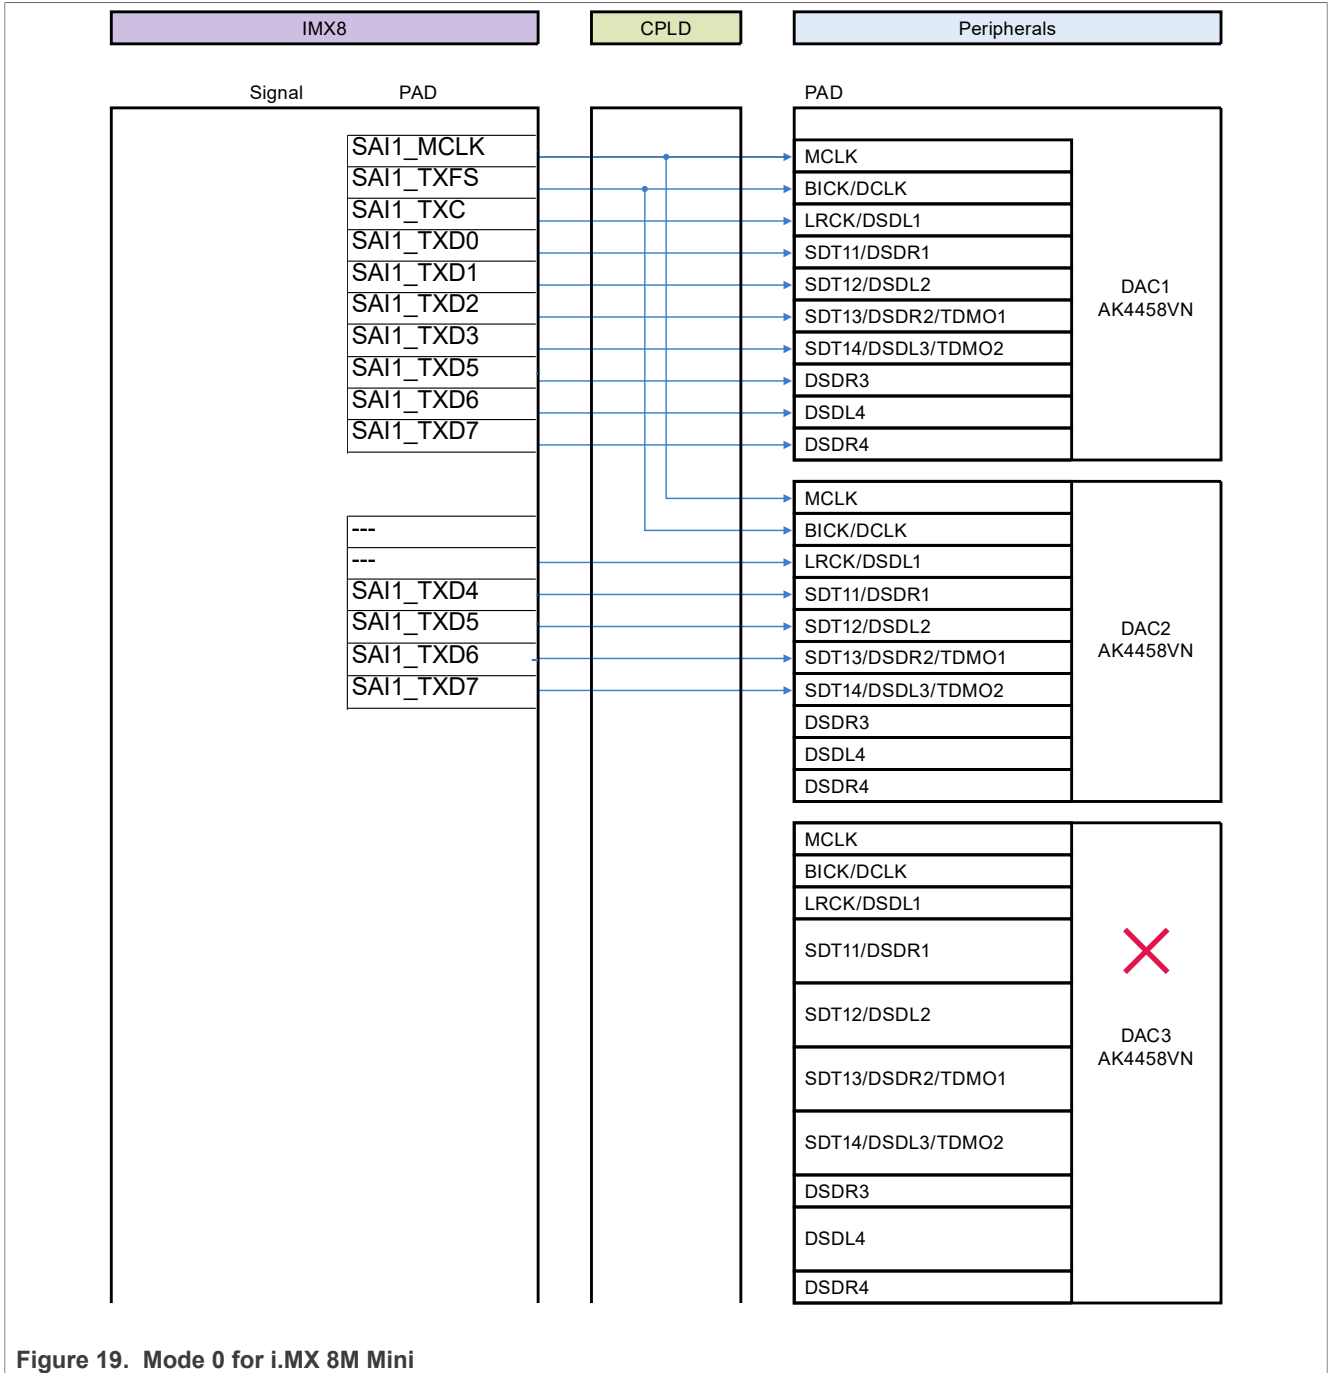 IMX8
CPLD
Peripherals
Signal
PAD
PAD
SAI1_MCLK
SAI1_TXFS
SAI1_TXC
SAI1_TXD0
SAI1_TXD1
SAI1_TXD2
SAI1_TXD3
SAI1_TXD5
SAI1_TXD6
SAI1_TXD7
MCLK
BICK/DCLK
LRCK/DSDL1
SDT11/DSDR1
SDT12/DSDL2
SDT13/DSDR2/TDMO1
SDT14/DSDL3/TDMO2
DSDR3
DSDL4
DSDR4
DAC1
AK4458VN
---
---
SAI1_TXD4
SAI1_TXD5
SAI1_TXD6
SAI1_TXD7
MCLK
BICK/DCLK
LRCK/DSDL1
SDT11/DSDR1
SDT12/DSDL2
SDT13/DSDR2/TDMO1
SDT14/DSDL3/TDMO2
DSDR3
DSDL4
DSDR4
DAC2
AK4458VN
MCLK
BICK/DCLK
LRCK/DSDL1
SDT11/DSDR1
SDT12/DSDL2
SDT13/DSDR2/TDMO1
SDT14/DSDL3/TDMO2
DSDR3
DSDL4
DSDR4
DAC3
AK4458VN
Figure 19. Mode 0 for i.MX 8M Mini